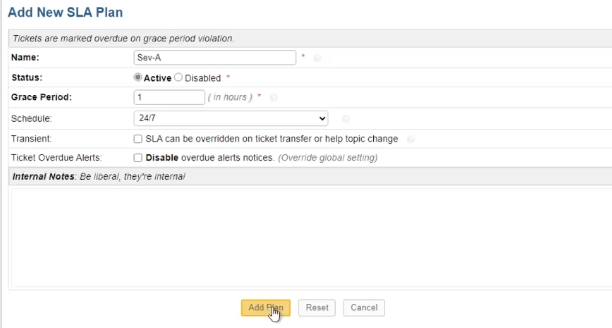 Add New SLA Plan
Tickets are marked overdue on grace period violation.
Name: Sev-A *
Status: Active Disabled *
Grace Period: 1 ( in hours ) *
Schedule: 24/7
Transient: SLA can be overridden on ticket transfer or help topic change
Ticket Overdue Alerts: Disable overdue alerts notices. (Override global setting)
Internal Notes: Be liberal, they're internal
Add Plan Reset Cancel